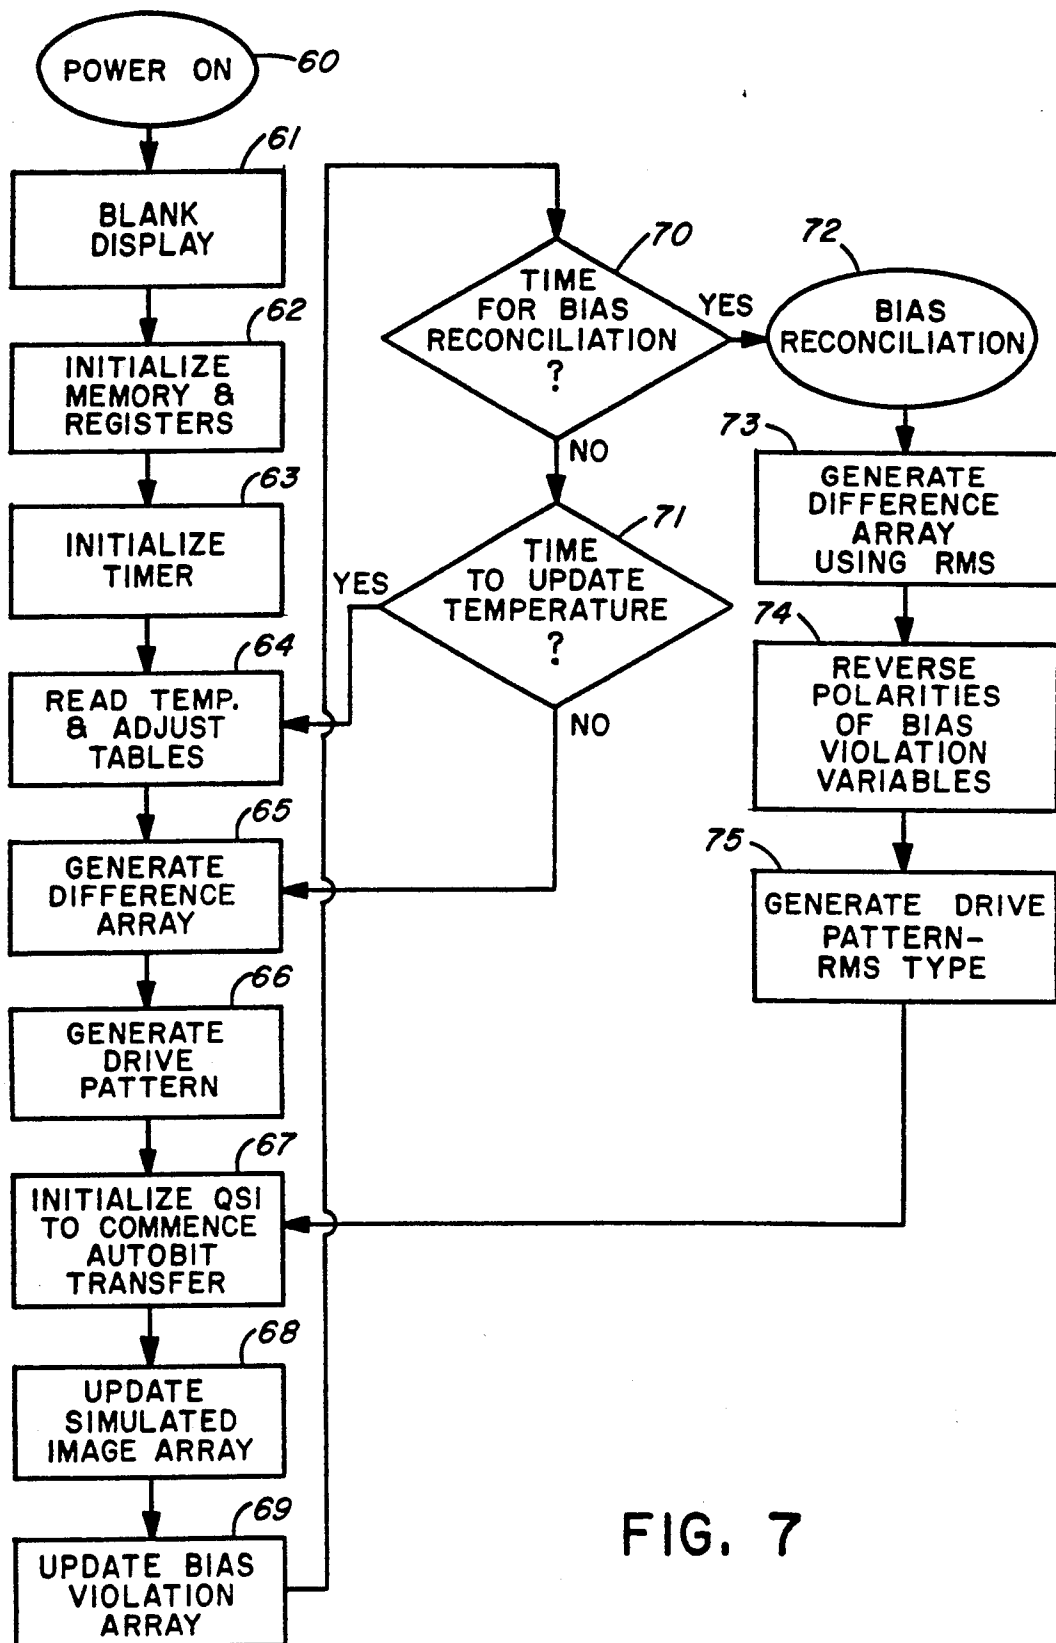 POWER ON
60
61
BLANK
DISPLAY
62
INITIALIZE
MEMORY &
REGISTERS
63
INITIALIZE
TIMER
64
READ TEMP.
& ADJUST
TABLES
65
GENERATE
DIFFERENCE
ARRAY
66
GENERATE
DRIVE
PATTERN
67
INITIALIZE QSI
TO COMMENCE
AUTOBIT
TRANSFER
68
UPDATE
SIMULATED
IMAGE ARRAY
69
UPDATE BIAS
VIOLATION
ARRAY
70
TIME
FOR BIAS
RECONCILIATION
?
YES
NO
71
TIME
TO UPDATE
TEMPERATURE
?
YES
NO
72
BIAS
RECONCILIATION
73
GENERATE
DIFFERENCE
ARRAY
USING RMS
74
REVERSE
POLARITIES
OF BIAS
VIOLATION
VARIABLES
75
GENERATE DRIVE
PATTERN-
RMS TYPE
FIG. 7